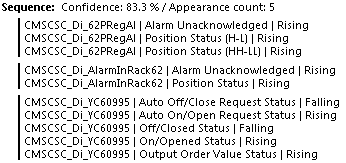 Sequence: Confidence: 83.3 % / Appearance count: 5
CMSCSC_Di_62PRegAl | Alarm Unacknowledged | Rising
CMSCSC_Di_62PRegAl | Position Status (H-L) | Rising
CMSCSC_Di_62PRegAl | Position Status (HH-LL) | Rising
CMSCSC_Di_AlarmInRack62 | Alarm Unacknowledged | Rising
CMSCSC_Di_AlarmInRack62 | Position Status | Rising
CMSCSC_Di_YC60995 | Auto Off/Close Request Status | Falling
CMSCSC_Di_YC60995 | Auto On/Open Request Status | Rising
CMSCSC_Di_YC60995 | Off/Closed Status | Falling
CMSCSC_Di_YC60995 | On/Opened Status | Rising
CMSCSC_Di_YC60995 | Output Order Value Status | Rising